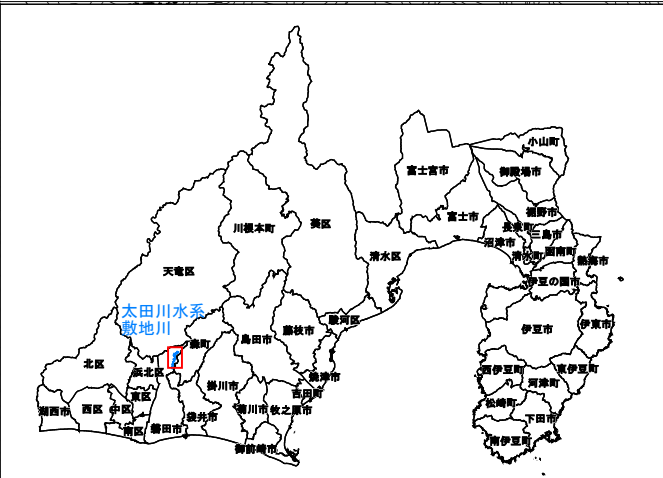 小山町
御殿場市
富士宮市
裾野市
富士市
長泉町
三島市
葵区
川根本町
沼津市
函南町
清水町
熱海市
清水区
天竜区
伊豆の国市
太田川水系
敷地川
駿河区
伊豆市
伊東市
藤枝市
島田市
森町
北区
浜北区
西伊豆町
東伊豆町
焼津市
河津町
掛川市
吉田町
東区
湖西市
西区
中区
菊川市
牧之原市
松崎町
袋井市
下田市
南区
磐田市
南伊豆町
御前崎市